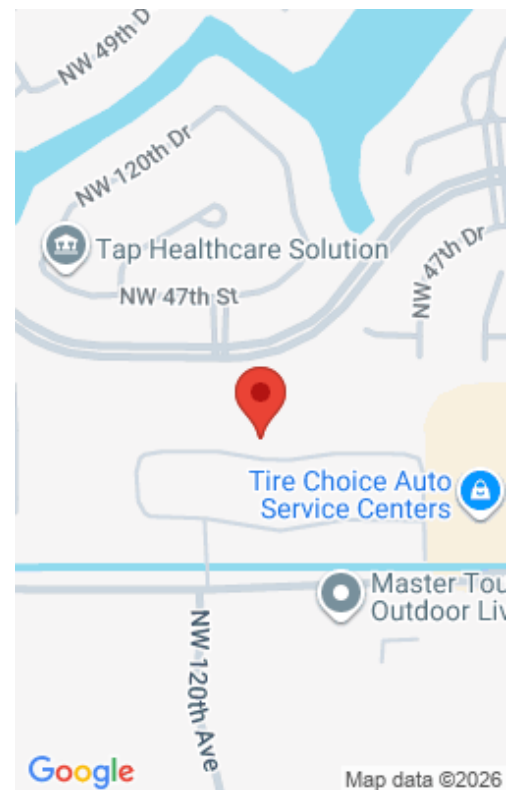 NW 49th D
NW 120th Dr
Tap Healthcare Solution
NW 47th Dr
NW 47th St
Tire Choice Auto
Service Centers
Master Tou
Outdoor Liv
NW 120th Ave
Google
Map data ©2026